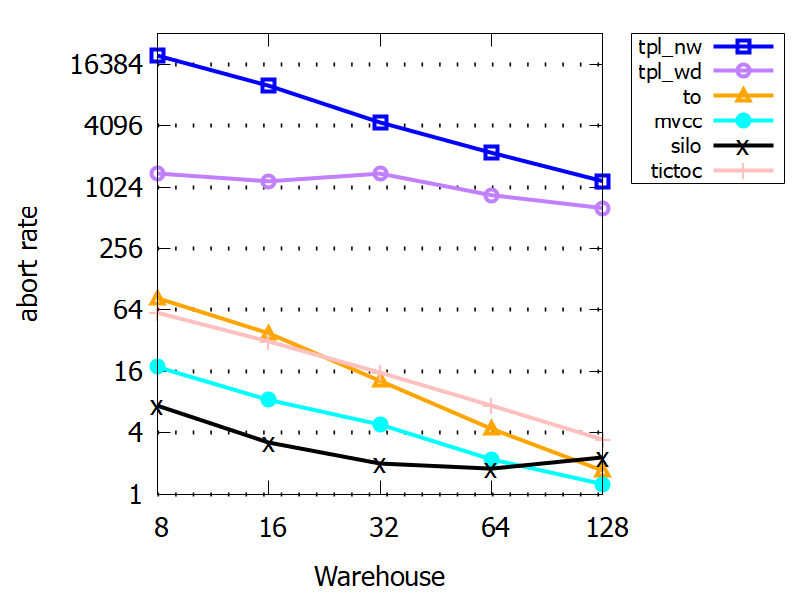 tpl_nw
tpl_wd
to
mvcc
silo
tictoc
16384
4096
1024
256
64
16
4
1
abort rate
8 16 32 64 128
Warehouse